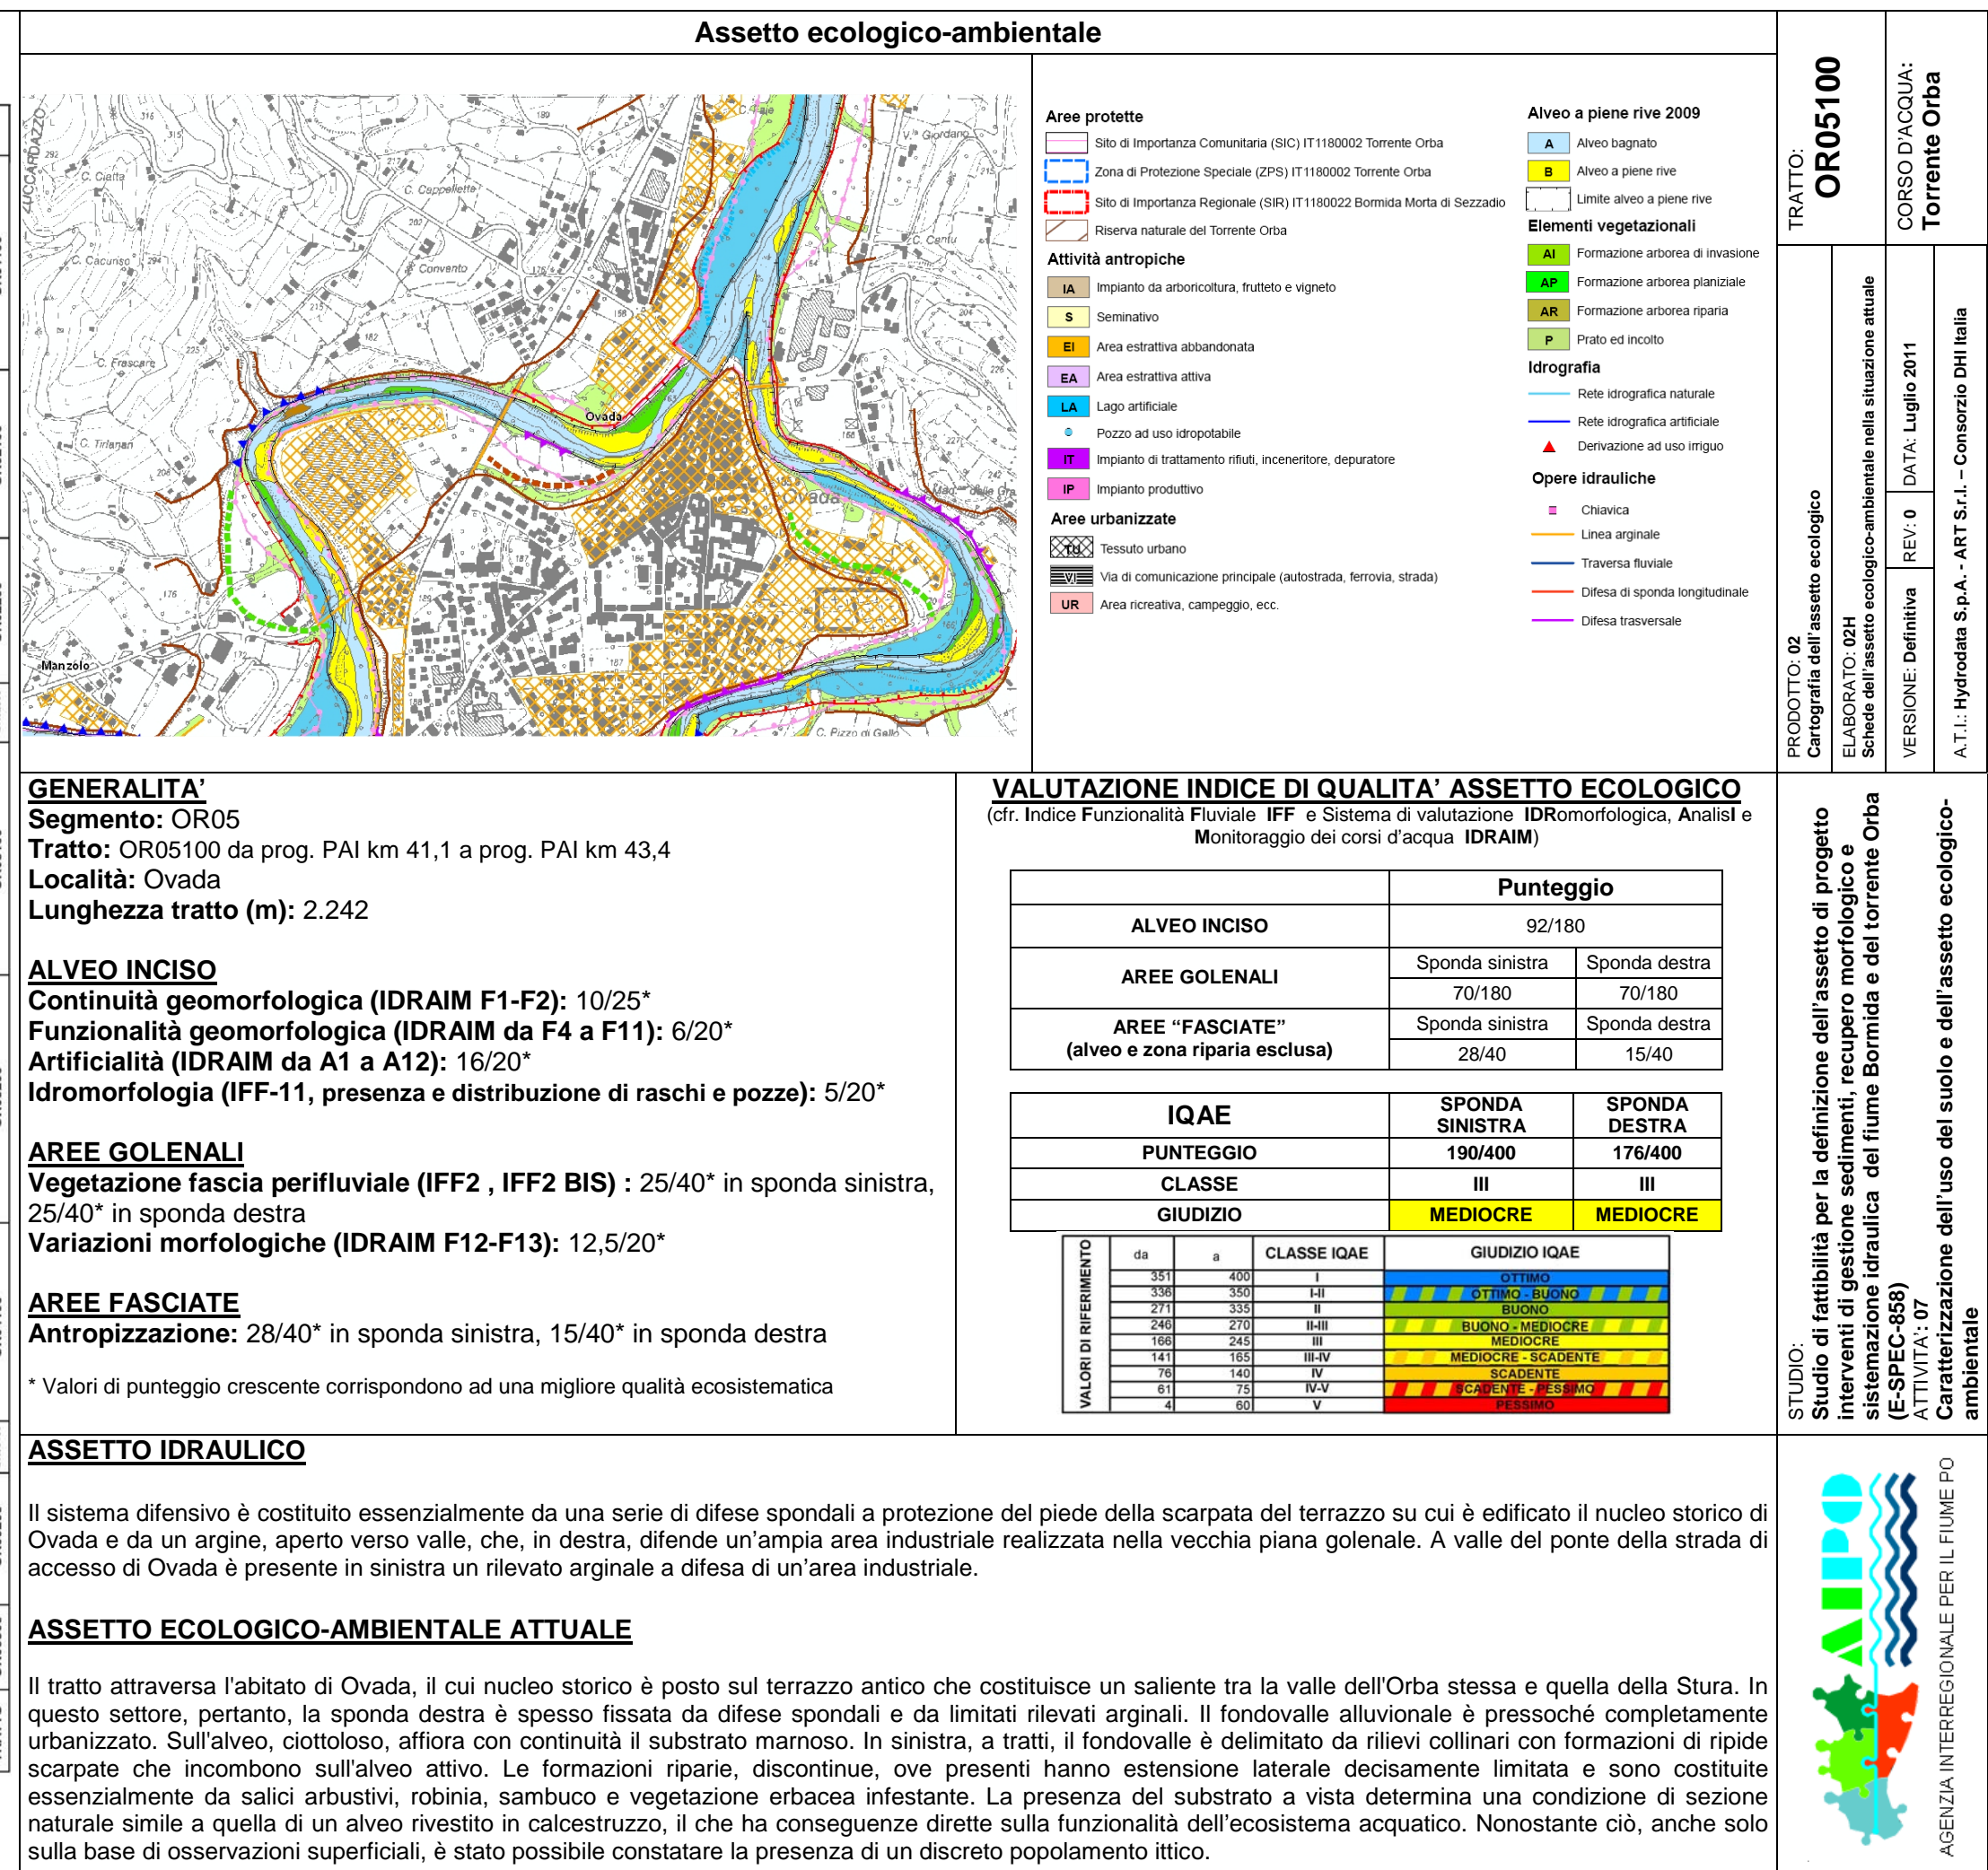 Assetto ecologico-ambientale
ZUCCARDAZZO
C. Ciatta
C. Cappelletta
C. Cacunso
Convento
C. Frascare
Ovada
Ovada
Manzolo
C. Pizzo di Gallo
Aree protette
Sito di Importanza Comunitaria (SIC) IT1180002 Torrente Orba
Zona di Protezione Speciale (ZPS) IT1180002 Torrente Orba
Sito di Importanza Regionale (SIR) IT1180022 Bormida Morta di Sezzadio
Riserva naturale del Torrente Orba
Attività antropiche
IA Impianto da arboricoltura, frutteto e vigneto
S Seminativo
EI Area estrattiva abbandonata
EA Area estrattiva attiva
LA Lago artificiale
Pozzo ad uso idropotabile
IT Impianto di trattamento rifiuti, inceneritore, depuratore
IP Impianto produttivo
Aree urbanizzate
TU Tessuto urbano
VI Via di comunicazione principale (autostrada, ferrovia, strada)
UR Area ricreativa, campeggio, ecc.
Alveo a piene rive 2009
A Alveo bagnato
B Alveo a piene rive
Limite alveo a piene rive
Elementi vegetazionali
AI Formazione arborea di invasione
AP Formazione arborea planiziale
AR Formazione arborea riparia
P Prato ed incolto
Idrografia
Rete idrografica naturale
Rete idrografica artificiale
Derivazione ad uso irriguo
Opere idrauliche
Chiavica
Linea arginale
Traversa fluviale
Difesa di sponda longitudinale
Difesa trasversale
TRATTO:
OR05100
CORSO D'ACQUA:
Torrente Orba
PRODOTTO: 02
Cartografia dell'assetto ecologico
ELABORATO: 02H
Schede dell'assetto ecologico-ambientale nella situazione attuale
VERSIONE: Definitiva REV: 0 DATA: Luglio 2011
A.T.I.: Hydrodata S.p.A. - ART S.r.l. – Consorzio DHI Italia
GENERALITA'
Segmento: OR05
Tratto: OR05100 da prog. PAI km 41,1 a prog. PAI km 43,4
Località: Ovada
Lunghezza tratto (m): 2.242
ALVEO INCISO
Continuità geomorfologica (IDRAIM F1-F2): 10/25*
Funzionalità geomorfologica (IDRAIM da F4 a F11): 6/20*
Artificialità (IDRAIM da A1 a A12): 16/20*
Idromorfologia (IFF-11, presenza e distribuzione di raschi e pozze): 5/20*
AREE GOLENALI
Vegetazione fascia perifluviale (IFF2 , IFF2 BIS) : 25/40* in sponda sinistra,
25/40* in sponda destra
Variazioni morfologiche (IDRAIM F12-F13): 12,5/20*
AREE FASCIATE
Antropizzazione: 28/40* in sponda sinistra, 15/40* in sponda destra
* Valori di punteggio crescente corrispondono ad una migliore qualità ecosistematica
VALUTAZIONE INDICE DI QUALITA' ASSETTO ECOLOGICO
(cfr. Indice Funzionalità Fluviale IFF e Sistema di valutazione IDRomorfologica, AnalisI e
Monitoraggio dei corsi d'acqua IDRAIM)
Punteggio
ALVEO INCISO 92/180
AREE GOLENALI Sponda sinistra Sponda destra
70/180 70/180
AREE “FASCIATE” Sponda sinistra Sponda destra
(alveo e zona riparia esclusa) 28/40 15/40
IQAE SPONDA SINISTRA SPONDA DESTRA
PUNTEGGIO 190/400 176/400
CLASSE III III
GIUDIZIO MEDIOCRE MEDIOCRE
VALORI DI RIFERIMENTO
da a CLASSE IQAE GIUDIZIO IQAE
351 400 I OTTIMO
336 350 I-II OTTIMO - BUONO
271 335 II BUONO
246 270 II-III BUONO - MEDIOCRE
166 245 III MEDIOCRE
141 165 III-IV MEDIOCRE - SCADENTE
76 140 IV SCADENTE
61 75 IV-V SCADENTE - PESSIMO
4 60 V PESSIMO
STUDIO:
Studio di fattibilità per la definizione dell'assetto di progetto
interventi di gestione sedimenti, recupero morfologico e
sistemazione idraulica del fiume Bormida e del torrente Orba
(E-SPEC-858)
ATTIVITA': 07
Caratterizzazione dell'uso del suolo e dell'assetto ecologico-
ambientale
ASSETTO IDRAULICO
Il sistema difensivo è costituito essenzialmente da una serie di difese spondali a protezione del piede della scarpata del terrazzo su cui è edificato il nucleo storico di
Ovada e da un argine, aperto verso valle, che, in destra, difende un'ampia area industriale realizzata nella vecchia piana golenale. A valle del ponte della strada di
accesso di Ovada è presente in sinistra un rilevato arginale a difesa di un'area industriale.
ASSETTO ECOLOGICO-AMBIENTALE ATTUALE
Il tratto attraversa l'abitato di Ovada, il cui nucleo storico è posto sul terrazzo antico che costituisce un saliente tra la valle dell'Orba stessa e quella della Stura. In
questo settore, pertanto, la sponda destra è spesso fissata da difese spondali e da limitati rilevati arginali. Il fondovalle alluvionale è pressoché completamente
urbanizzato. Sull'alveo, ciottoloso, affiora con continuità il substrato marnoso. In sinistra, a tratti, il fondovalle è delimitato da rilievi collinari con formazioni di ripide
scarpate che incombono sull'alveo attivo. Le formazioni riparie, discontinue, ove presenti hanno estensione laterale decisamente limitata e sono costituite
essenzialmente da salici arbustivi, robinia, sambuco e vegetazione erbacea infestante. La presenza del substrato a vista determina una condizione di sezione
naturale simile a quella di un alveo rivestito in calcestruzzo, il che ha conseguenze dirette sulla funzionalità dell'ecosistema acquatico. Nonostante ciò, anche solo
sulla base di osservazioni superficiali, è stato possibile constatare la presenza di un discreto popolamento ittico.
AIPO
AGENZIA INTERREGIONALE PER IL FIUME PO